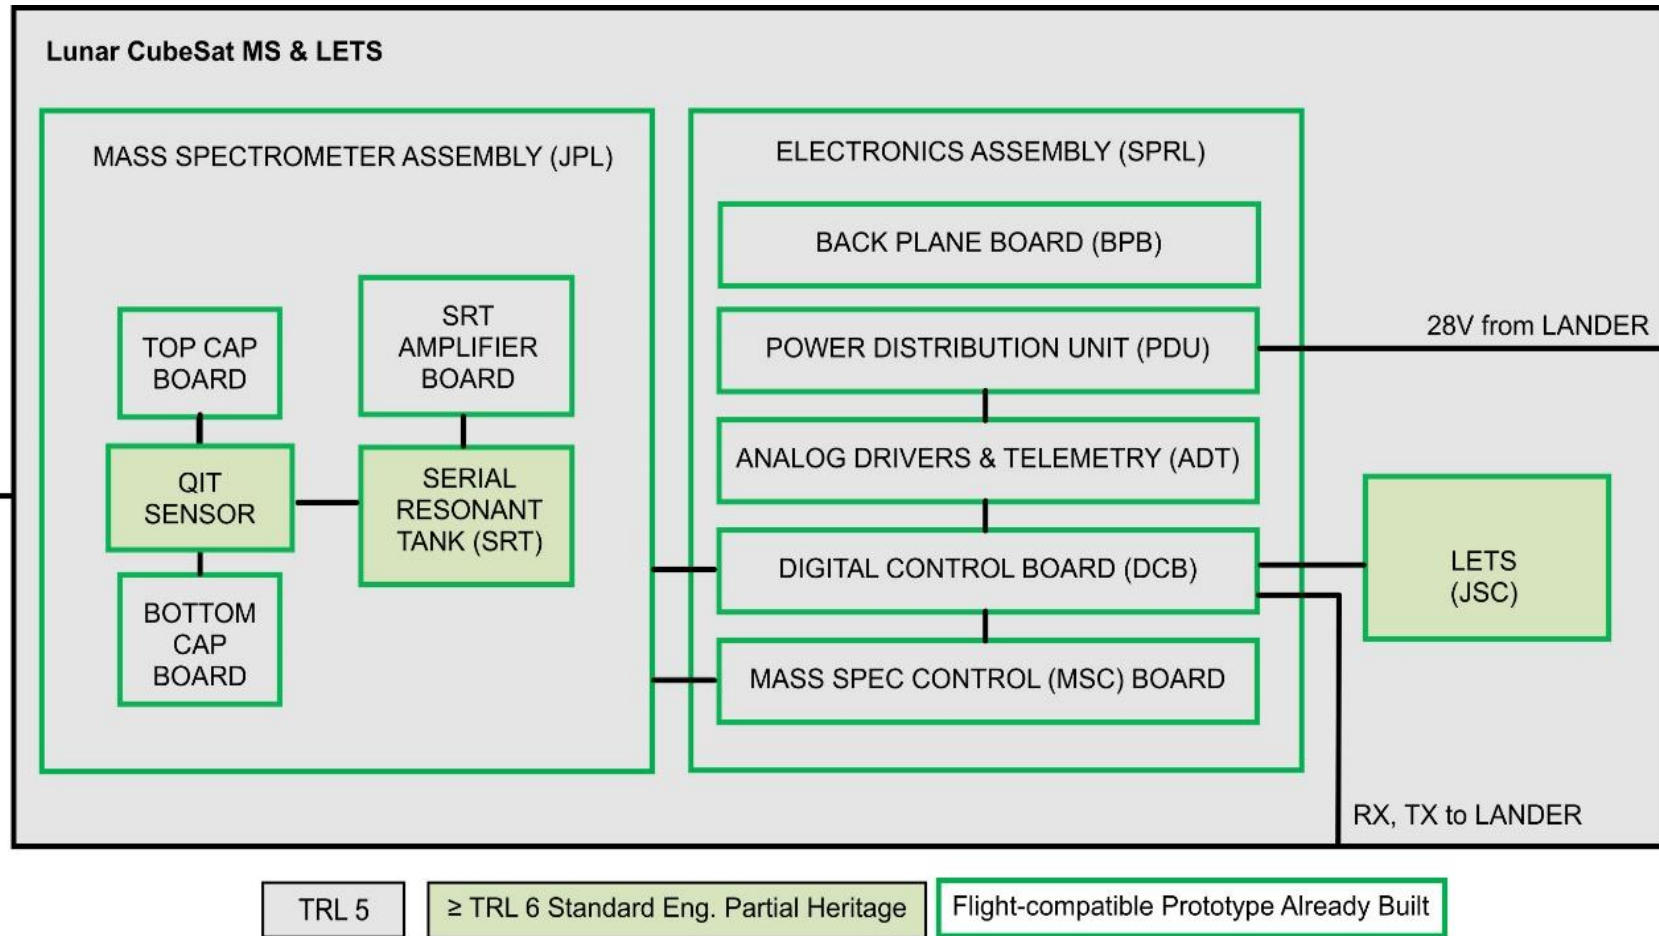 Lunar CubeSat MS & LETS
MASS SPECTROMETER ASSEMBLY (JPL)
TOP CAP
BOARD
SRT
AMPLIFIER
BOARD
QIT
SENSOR
SERIAL
RESONANT
TANK (SRT)
BOTTOM
CAP
BOARD
ELECTRONICS ASSEMBLY (SPRL)
BACK PLANE BOARD (BPB)
POWER DISTRIBUTION UNIT (PDU)
ANALOG DRIVERS & TELEMETRY (ADT)
DIGITAL CONTROL BOARD (DCB)
MASS SPEC CONTROL (MSC) BOARD
28V from LANDER
LETS
(JSC)
RX, TX to LANDER
TRL 5
≥ TRL 6 Standard Eng. Partial Heritage
Flight-compatible Prototype Already Built